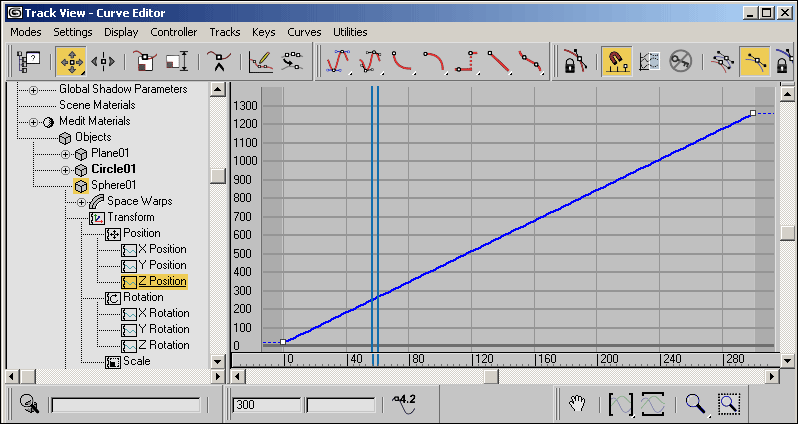 Track View - Curve Editor
Modes Settings Display Controller Tracks Keys Curves Utilities
Global Shadow Parameters
Scene Materials
Medit Materials
Objects
Plane01
Circle01
Sphere01
Space Warps
Transform
Position
X Position
Y Position
Z Position
Rotation
X Rotation
Y Rotation
Z Rotation
Scale
1300
1200
1100
1000
900
800
700
600
500
400
300
200
100
0
0 40 80 120 160 200 240 280
300
4.2